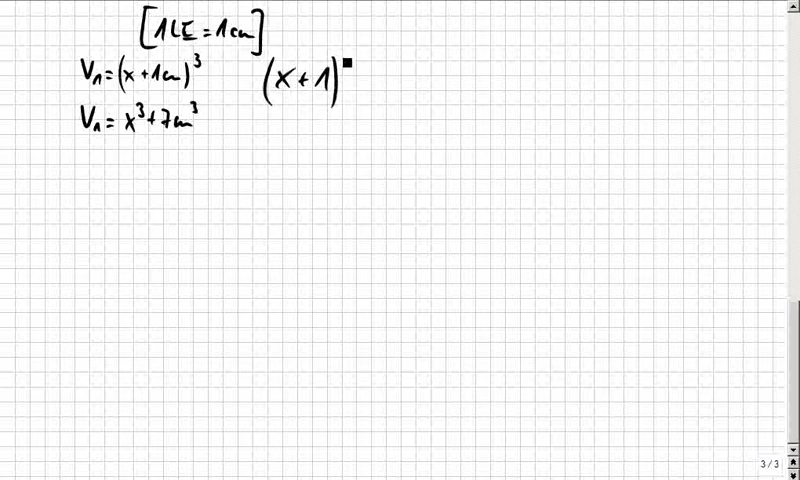 [1LE = 1cm]
V₁ = (x + 1cm)³ (x + 1)
V₁ = x³ + 7cm³
3 / 3